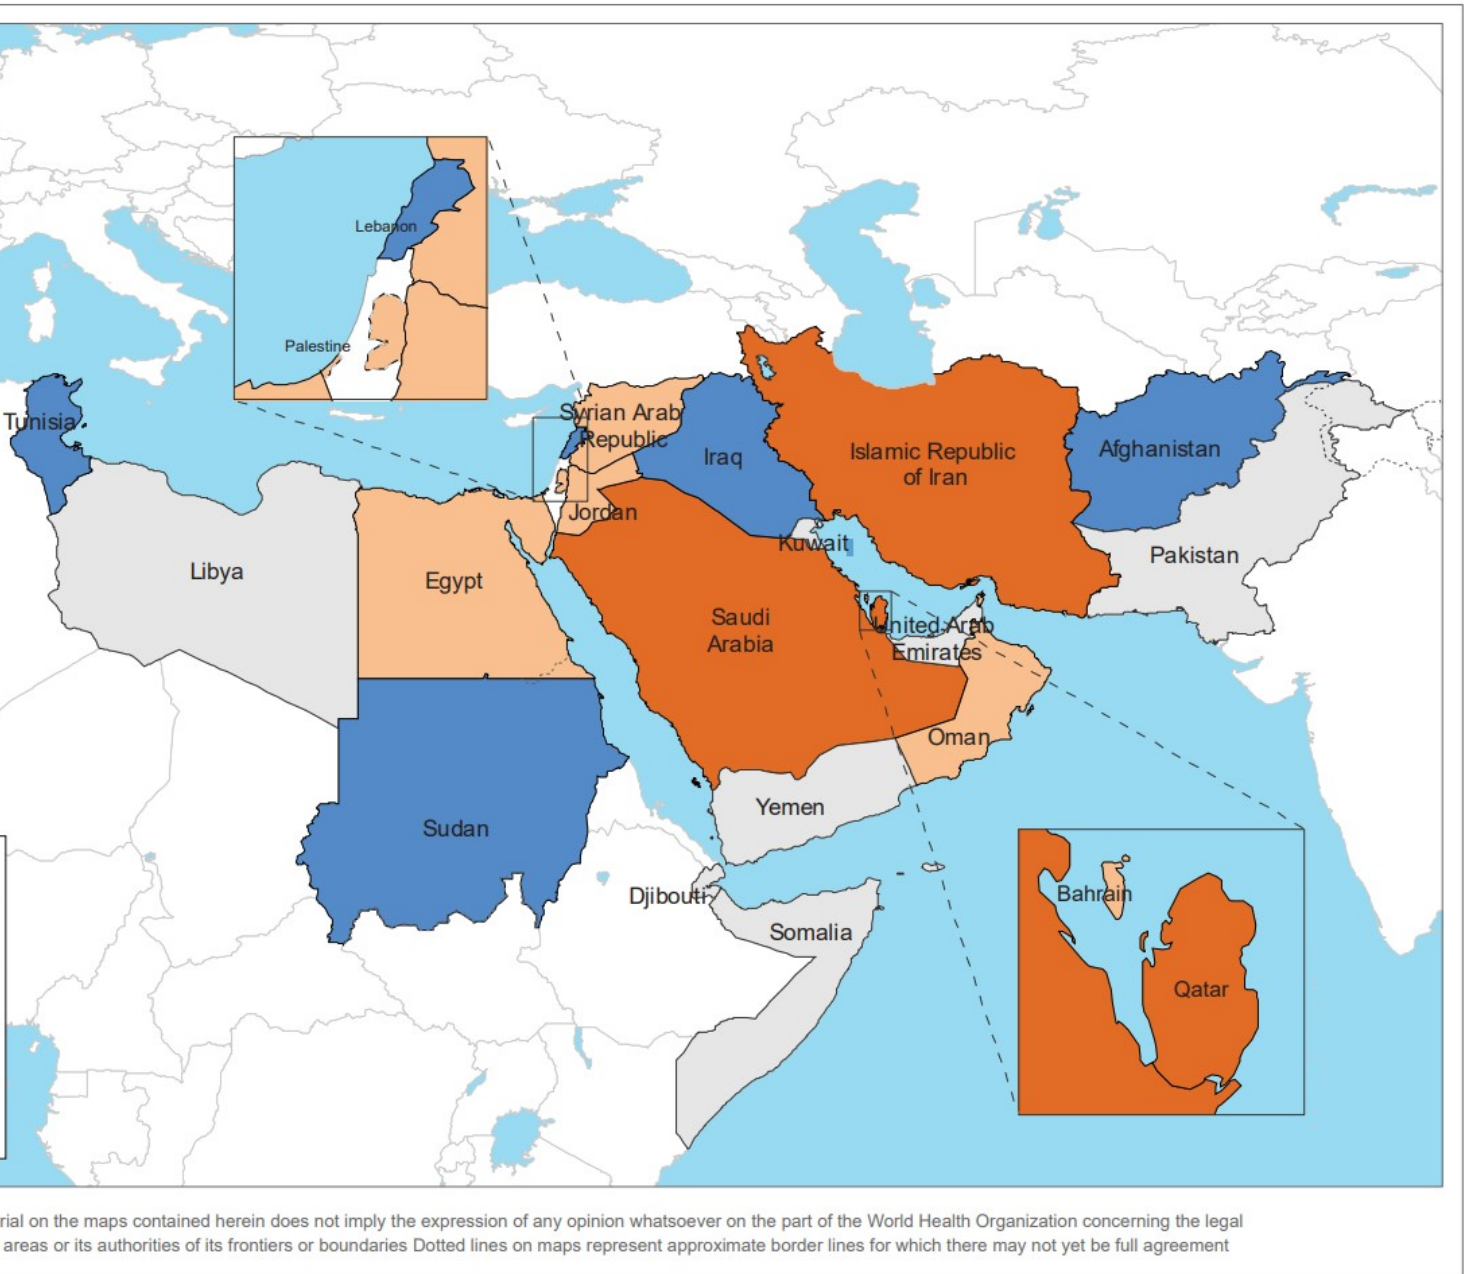 Lebanon
Palestine
Tunisia
Syrian Arab
Republic
Iraq
Islamic Republic
of Iran
Afghanistan
Jordan
Kuwait
Pakistan
Libya
Egypt
Saudi
Arabia
United Arab
Emirates
Oman
Yemen
Sudan
Djibouti
Somalia
Bahrain
Qatar
rial on the maps contained herein does not imply the expression of any opinion whatsoever on the part of the World Health Organization concerning the legal
areas or its authorities of its frontiers or boundaries Dotted lines on maps represent approximate border lines for which there may not yet be full agreement